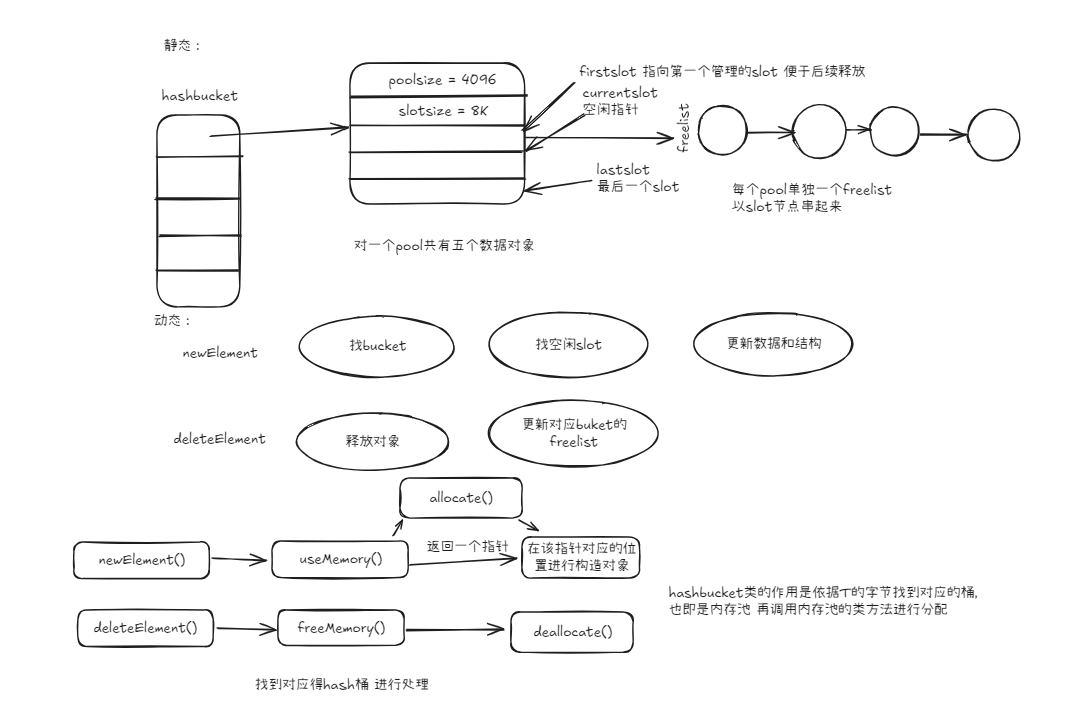 静态：
hashbucket
poolsize = 4096
slotsize = 8K
firstslot 指向第一个管理的slot 便于后续释放
currentslot
空闲指针
freelist
lastslot
最后一个slot
每个pool单独一个freelist
以slot节点串起来
对一个pool共有五个数据对象
动态：
newElement
找bucket
找空闲slot
更新数据和结构
deleteElement
释放对象
更新对应buket的
freelist
allocate()
newElement()
useMemory()
返回一个指针
在该指针对应的位
置进行构造对象
hashbucket类的作用是依据T的字节找到对应的桶,
也即是内存池 再调用内存池的类方法进行分配
deleteElement()
freeMemory()
deallocate()
找到对应得hash桶 进行处理